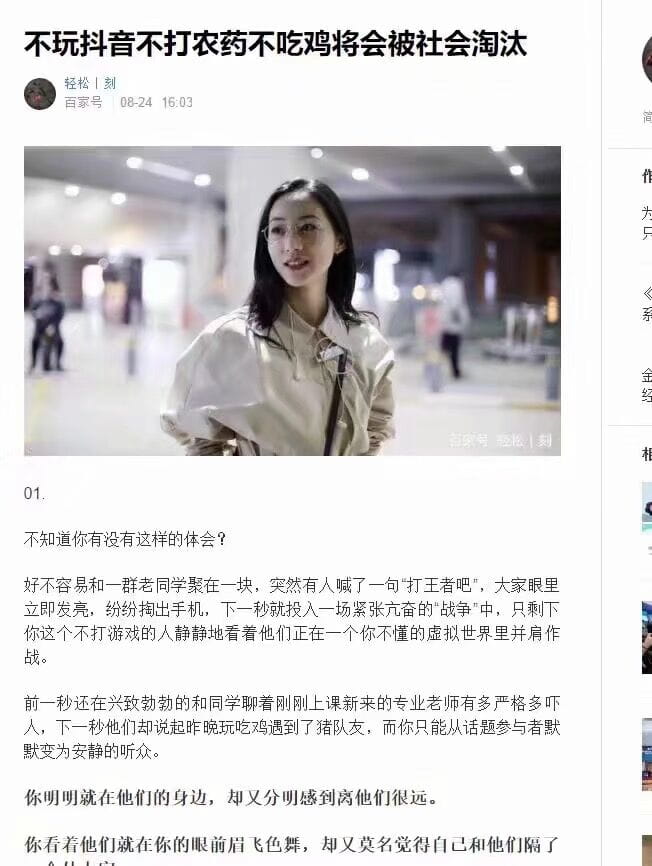 不玩抖音不打农药不吃鸡将会被社会淘汰
轻松丨刻
百家号 08-24 16:03
简
百家号 轻松丨刻
作
为
只
《
系
金
经
01.
不知道你有没有这样的体会？
好不容易和一群老同学聚在一块，突然有人喊了一句“打王者吧”，大家眼里
立即发亮，纷纷掏出手机，下一秒就投入一场紧张亢奋的“战争”中，只剩下
你这个不打游戏的人静静地看着他们正在一个你不懂的虚拟世界里并肩作
战。
前一秒还在兴致勃勃的和同学聊着刚刚上课新来的专业老师有多严格多吓
人，下一秒他们却说起昨晚玩吃鸡遇到了猪队友，而你只能从话题参与者默
默变为安静的听众。
你明明就在他们的身边，却又分明感到离他们很远。
你看着他们就在你的眼前眉飞色舞，却又莫名觉得自己和他们隔了